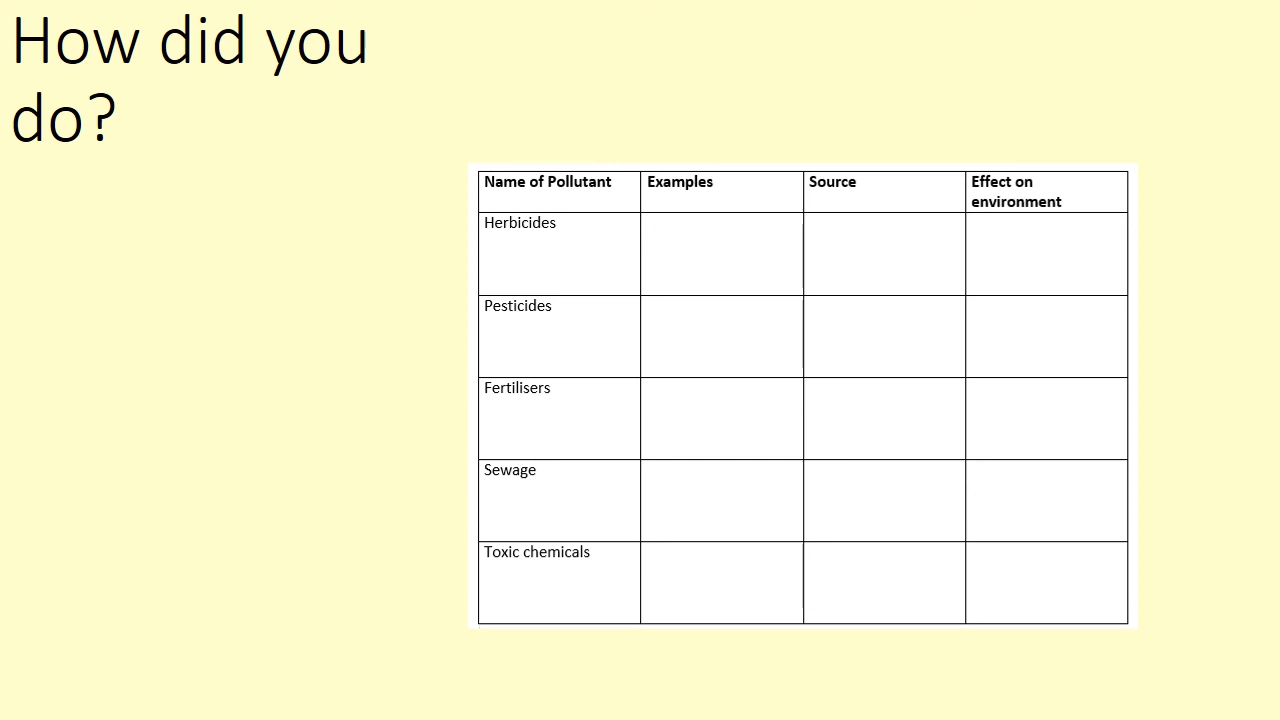 How did you
do?
Name of Pollutant
Examples
Source
Effect on
environment
Herbicides
Pesticides
Fertilisers
Sewage
Toxic chemicals